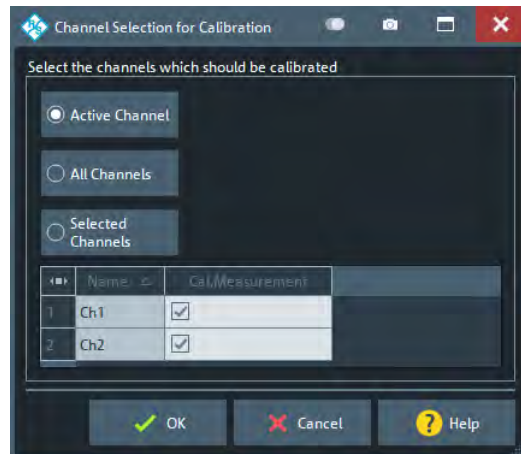 Channel Selection for Calibration
Select the channels which should be calibrated
Active Channel
All Channels
Selected
Channels
Name Cal.Measurement
1 Ch1
2 Ch2
OK Cancel Help